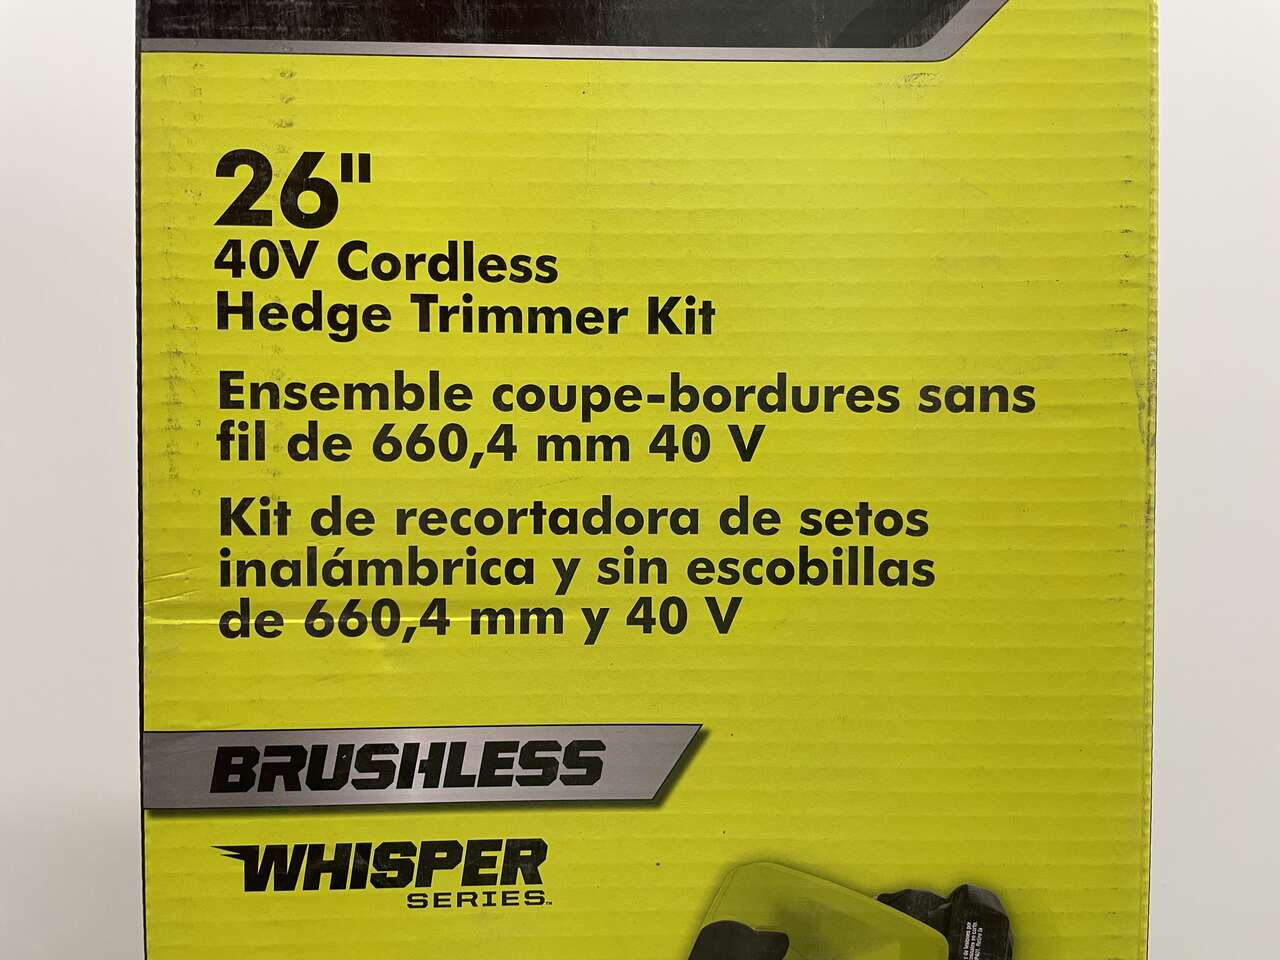 26"
40V Cordless
Hedge Trimmer Kit
Ensemble coupe-bordures sans
fil de 660,4 mm 40 V
Kit de recortadora de setos
inalámbrica y sin escobillas
de 660,4 mm y 40 V
BRUSHLESS
WHISPER
SERIES™